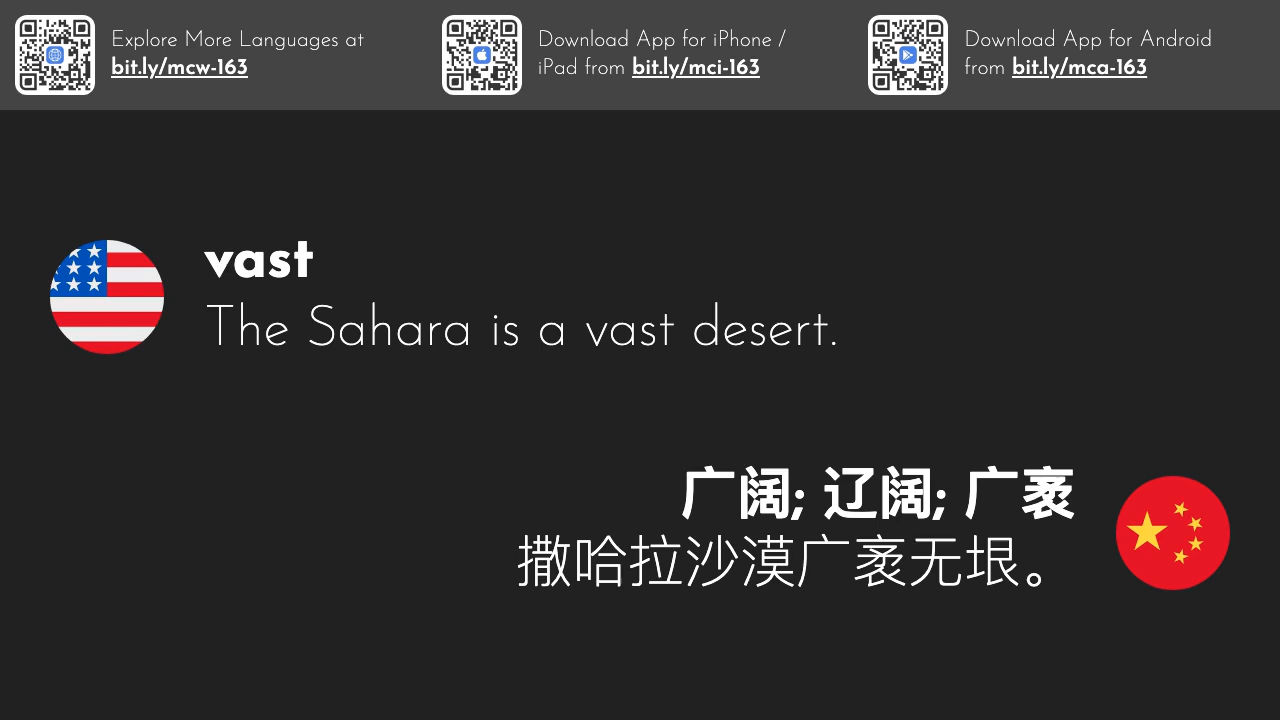 Explore More Languages at
bit.ly/mcw-163
Download App for iPhone /
iPad from bit.ly/mci-163
Download App for Android
from bit.ly/mca-163
vast
The Sahara is a vast desert.
广阔; 辽阔; 广袤
撒哈拉沙漠广袤无垠。